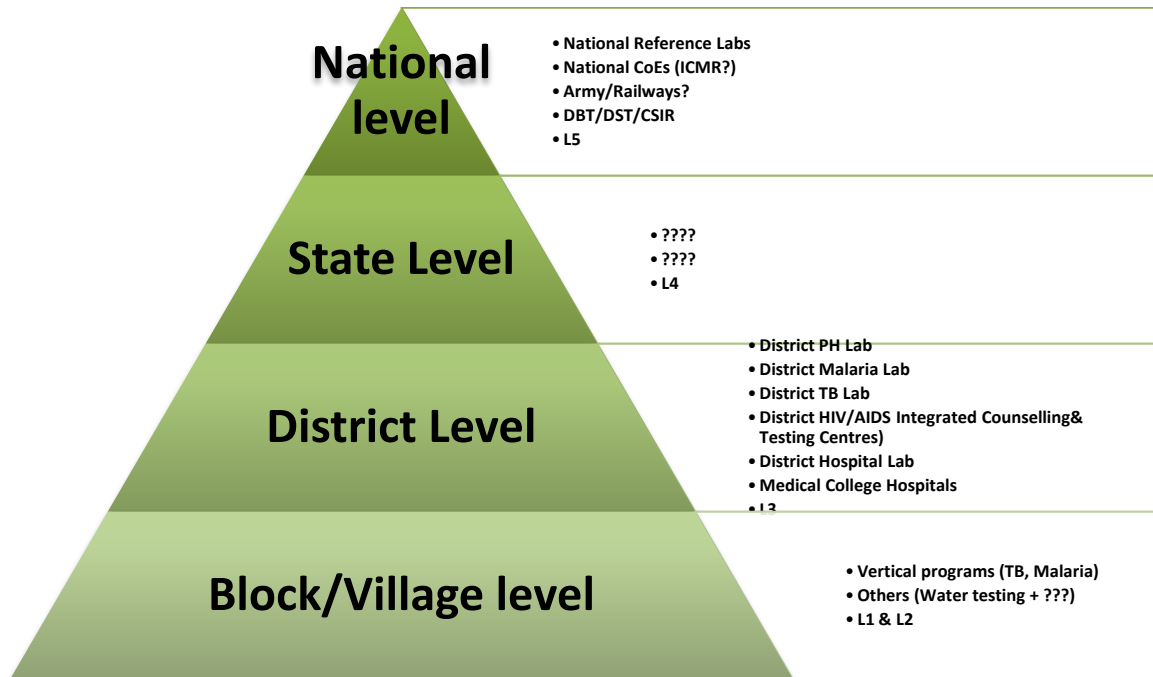 National
level
• National Reference Labs
• National CoEs (ICMR?)
• Army/Railways?
• DBT/DST/CSIR
• L5
State Level
• ????
• ????
• L4
District Level
• District PH Lab
• District Malaria Lab
• District TB Lab
• District HIV/AIDS Integrated Counselling&
Testing Centres)
• District Hospital Lab
• Medical College Hospitals
• L3
Block/Village level
• Vertical programs (TB, Malaria)
• Others (Water testing + ???)
• L1 & L2